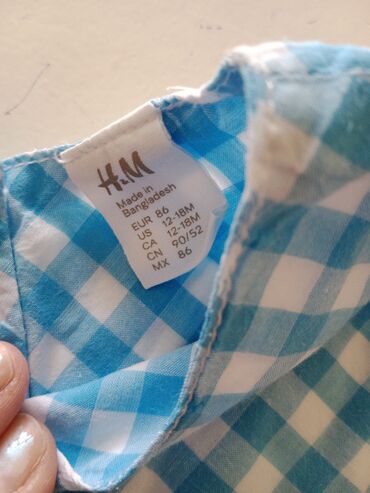 H&M
Made in
Bangladesh
EUR 86
US 12-18M
CA 12-18M
CN 90/52
MX 86